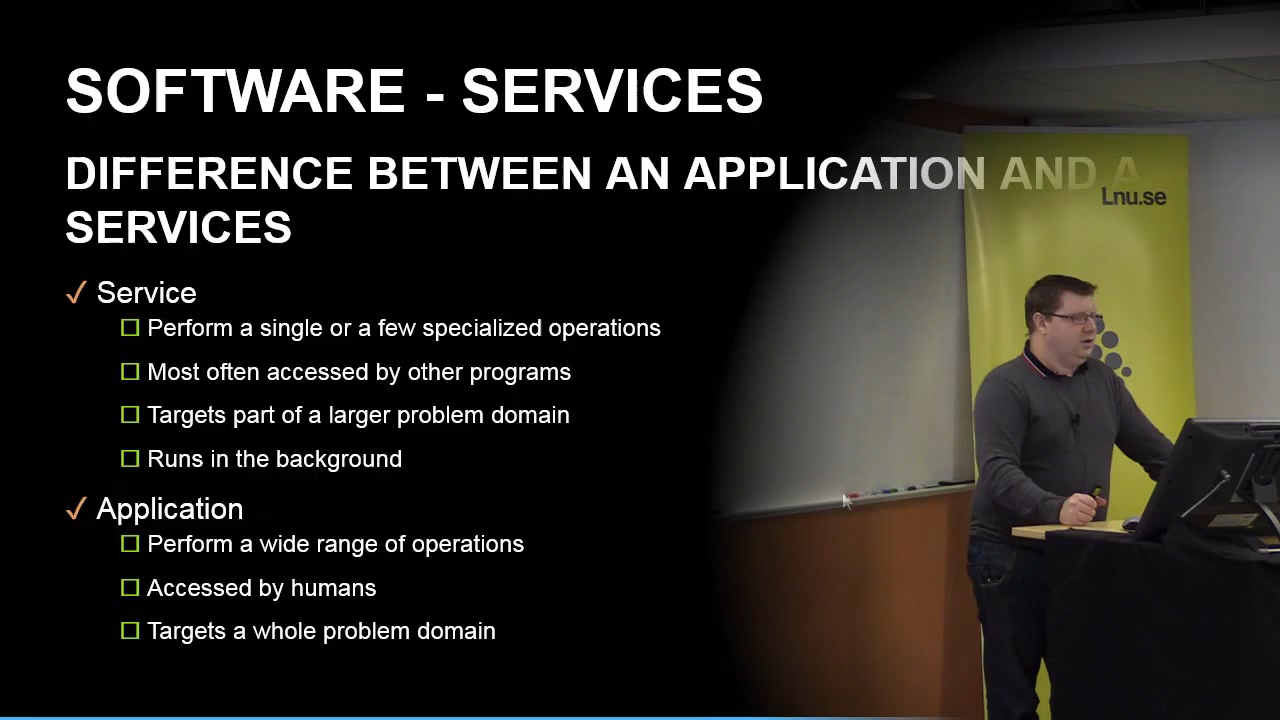 SOFTWARE - SERVICES
DIFFERENCE BETWEEN AN APPLICATION AND A
SERVICES
Lnu.se
✓ Service
☐ Perform a single or a few specialized operations
☐ Most often accessed by other programs
☐ Targets part of a larger problem domain
☐ Runs in the background
✓ Application
☐ Perform a wide range of operations
☐ Accessed by humans
☐ Targets a whole problem domain